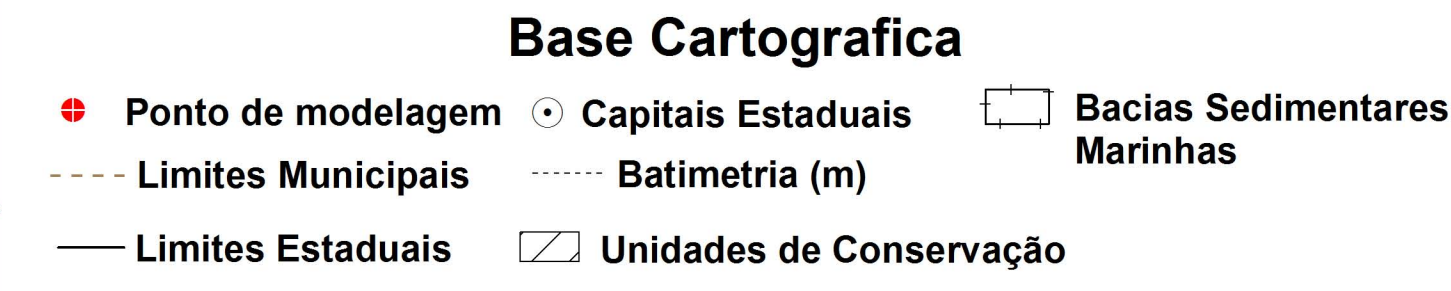 Base Cartografica
Ponto de modelagem
Capitais Estaduais
Bacias Sedimentares
Marinhas
Limites Municipais
Batimetria (m)
Limites Estaduais
Unidades de Conservação